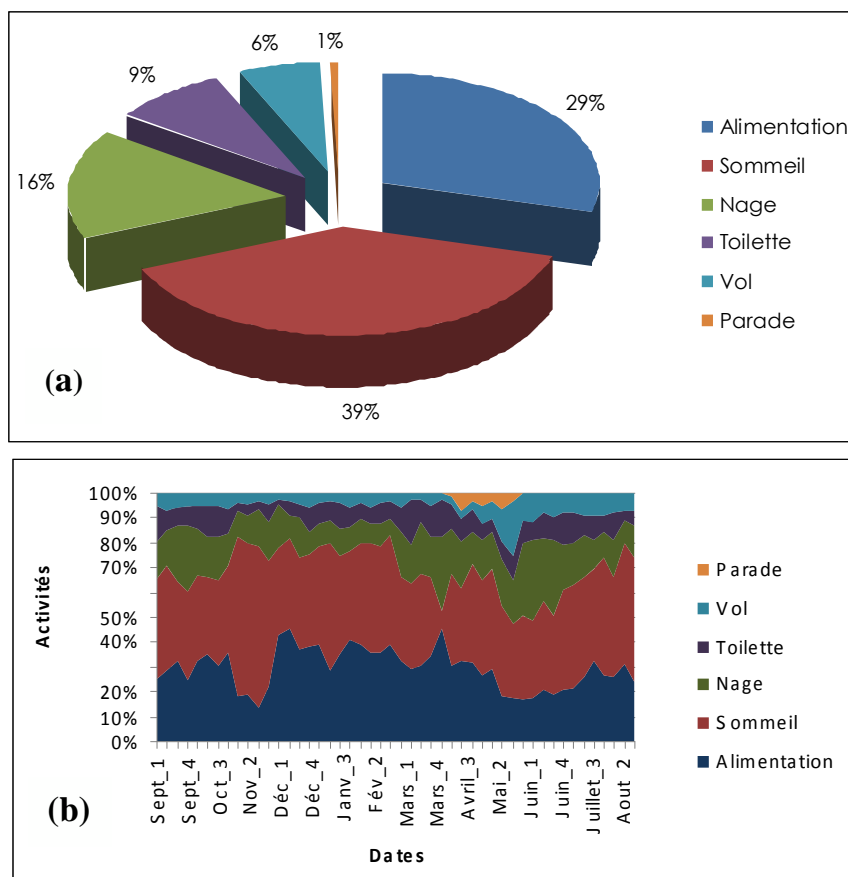 6%
1%
9%
29%
16%
39%
Alimentation
Sommeil
Nage
Toilette
Vol
Parade
(a)
100%
90%
80%
70%
50%
40%
20%
10%
0%
Activités
Sept_1
Sept_4
Oct_3
Nov_2
Déc_1
Déc_4
Janv_3
Fév_2
Mars_1
Mars_4
Avril_3
Mai_2
Juin_1
Juin_4
Juillet_3
Aout_2
Dates
Parade
Vol
Toilette
Nage
Sommeil
Alimentation
(b)